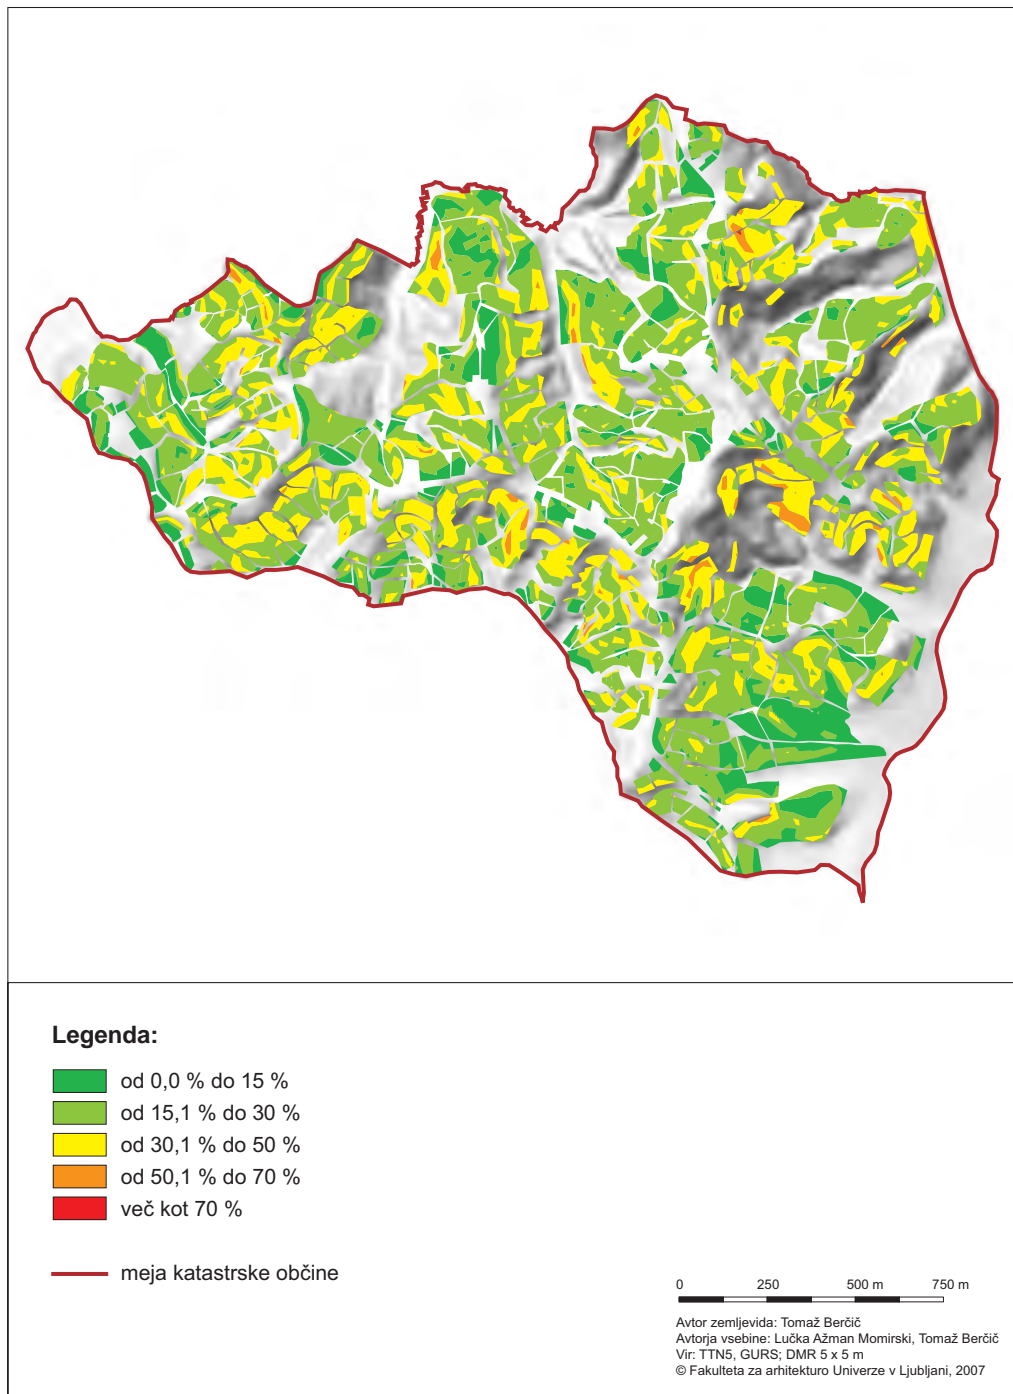 Legenda:
od 0,0 % do 15 %
od 15,1 % do 30 %
od 30,1 % do 50 %
od 50,1 % do 70 %
več kot 70 %
meja katastrske občine
0 250 500 m 750 m
Avtor zemljevida: Tomaž Berčič
Avtorja vsebine: Lučka Ažman Momirski, Tomaž Berčič
Vir: TTN5, GURS; DMR 5 x 5 m
© Fakulteta za arhitekturo Univerze v Ljubljani, 2007